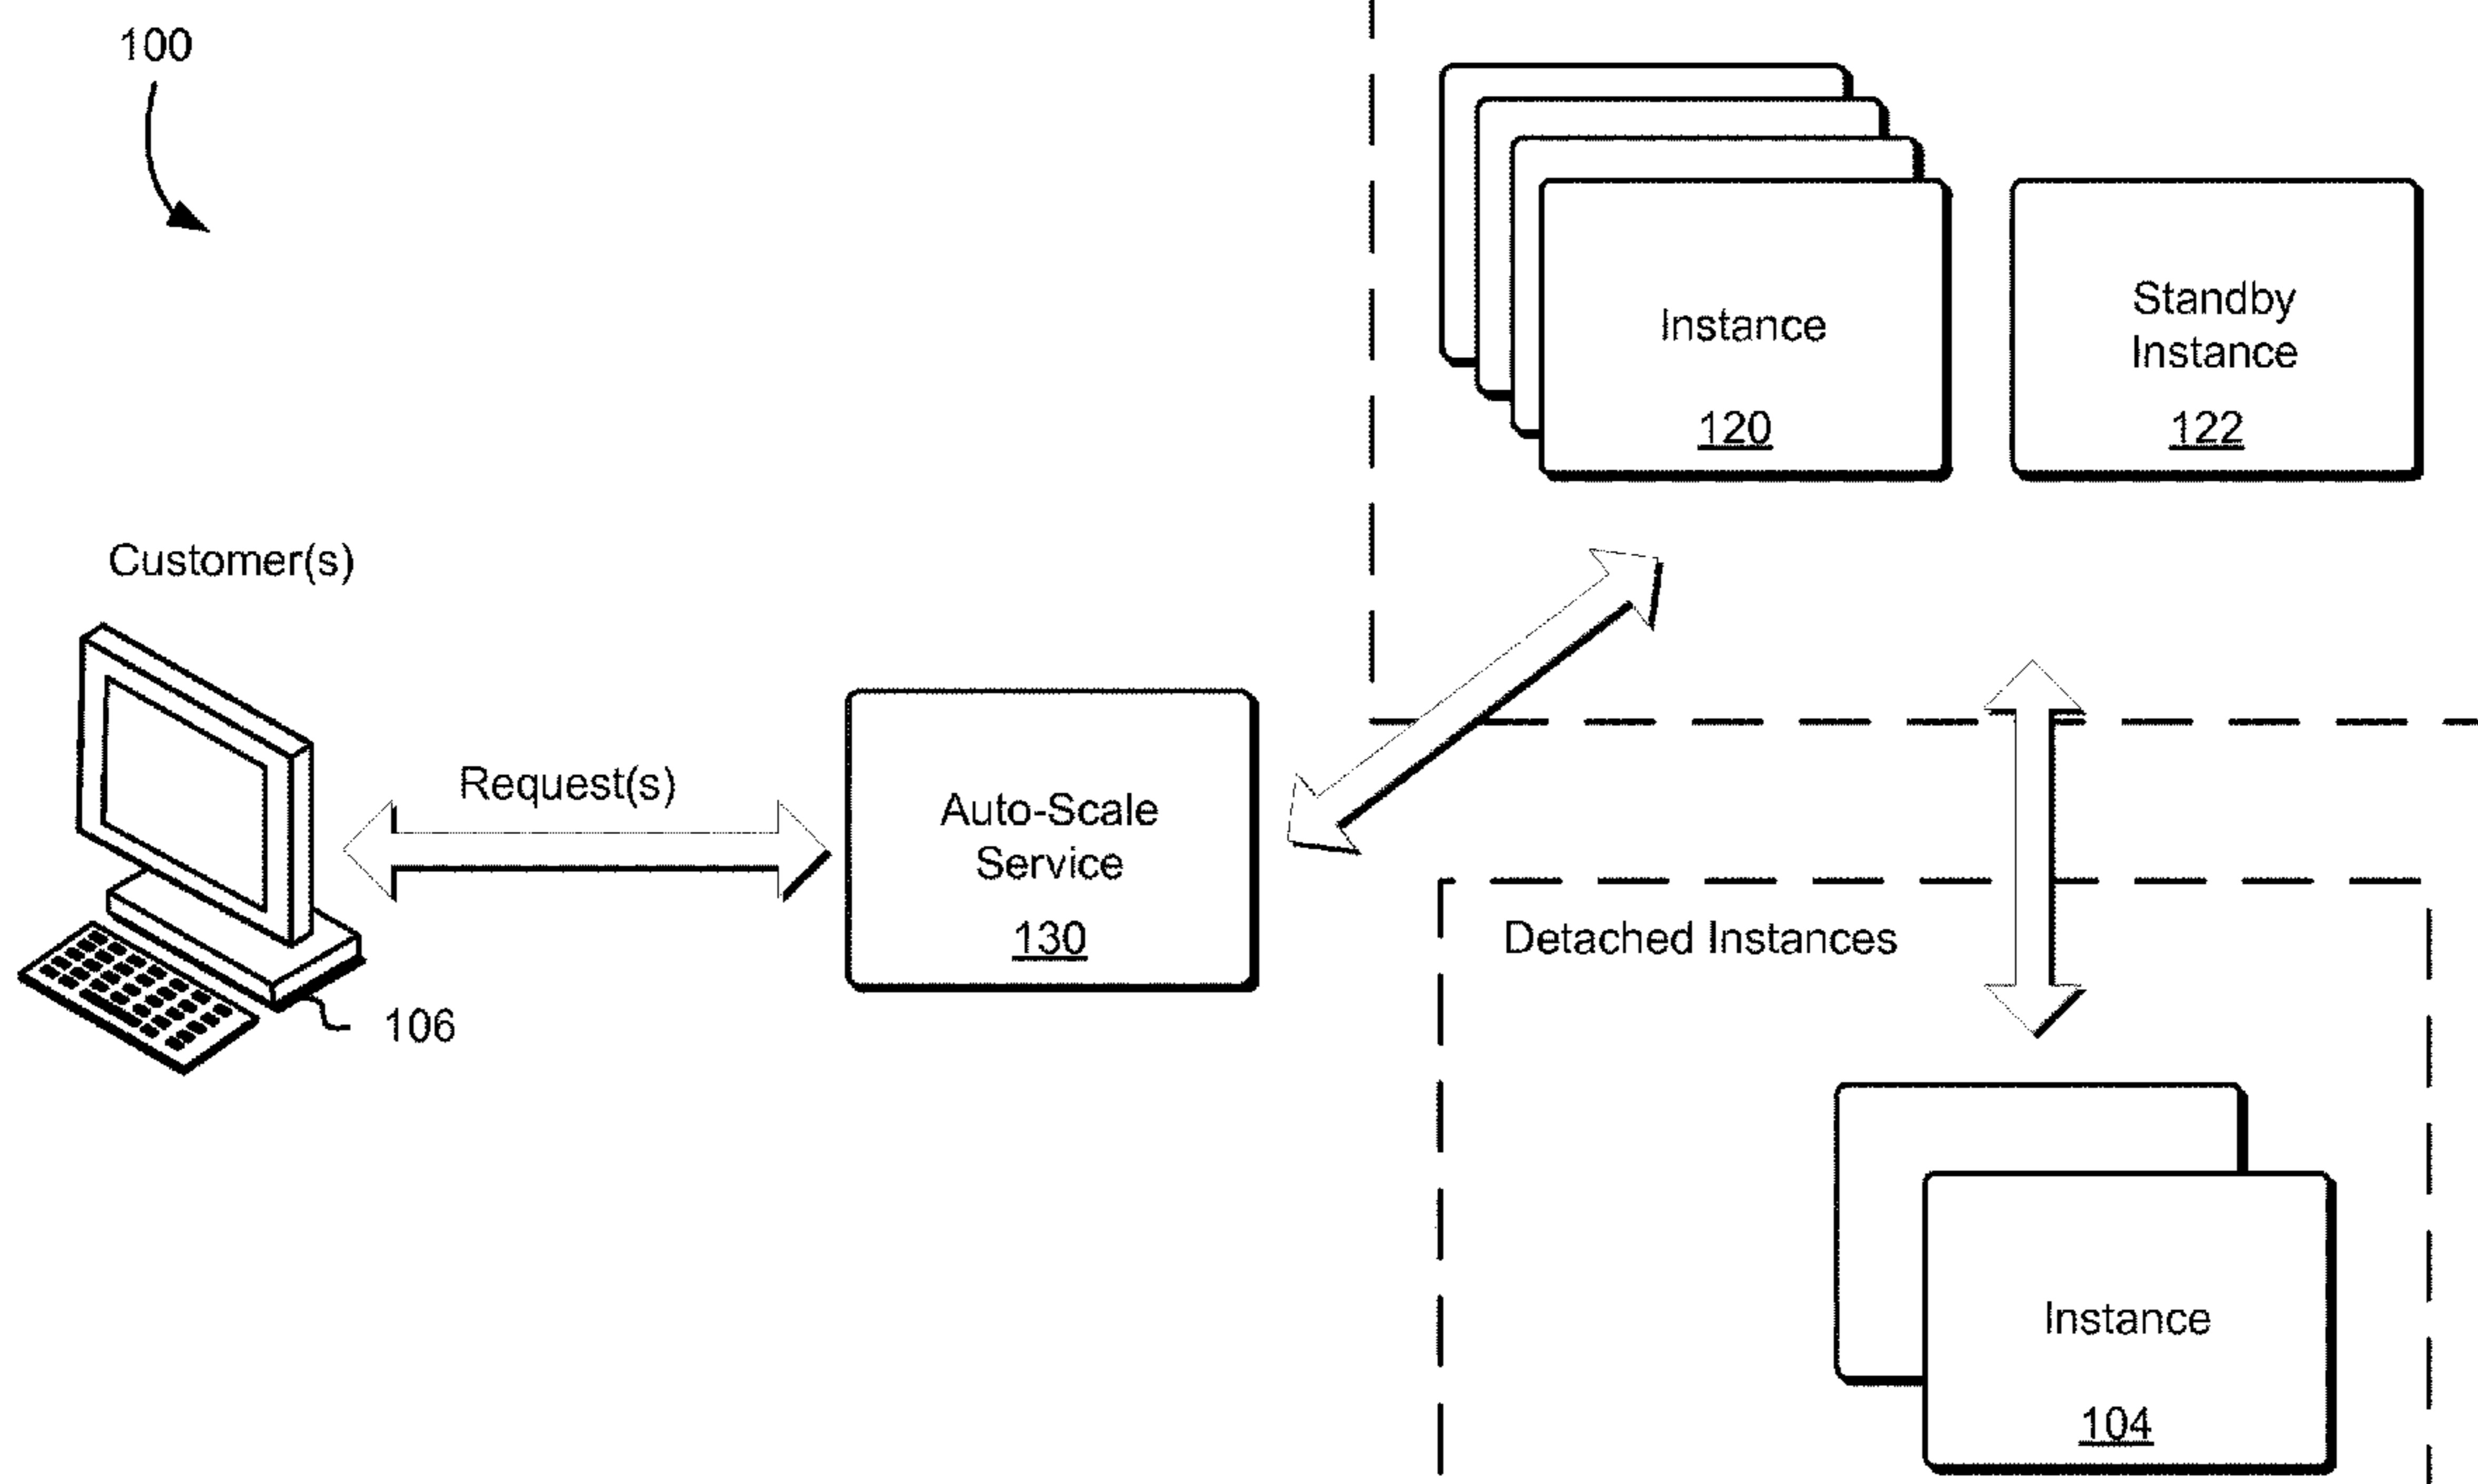 100
Instance
120
Standby
Instance
122
Customer(s)
Request(s)
Auto-Scale
Service
130
106
Detached Instances
Instance
104